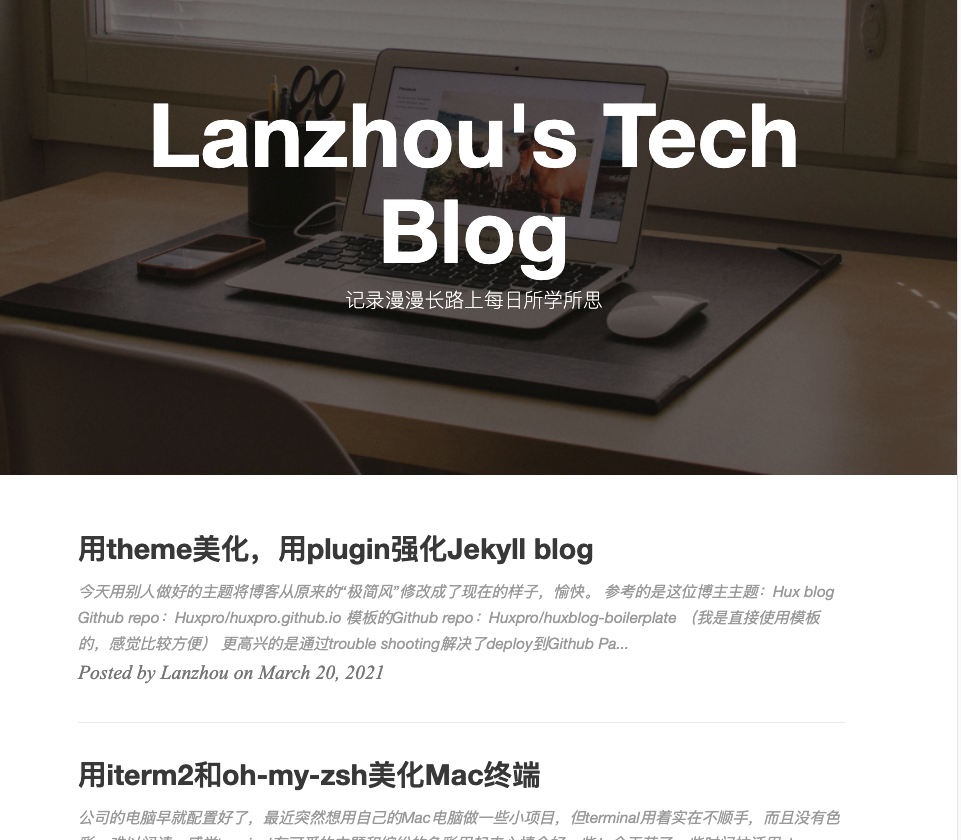 Lanzhou's Tech
Blog
记录漫漫长路上每日所学所思
用theme美化，用plugin强化Jekyll blog
今天用别人做好的主题将博客从原来的“极简风”修改成了现在的样子，愉快。 参考的是这位博主主题：Hux blog
Github repo：Huxpro/huxpro.github.io 模板的Github repo：Huxpro/huxblog-boilerplate （我是直接使用模板
的，感觉比较方便） 更高兴的是通过trouble shooting解决了deploy到Github Pa...
Posted by Lanzhou on March 20, 2021
用iterm2和oh-my-zsh美化Mac终端
公司的电脑早就配置好了，最近突然想用自己的Mac电脑做一些小项目，但terminal用着实在不顺手，而且没有色